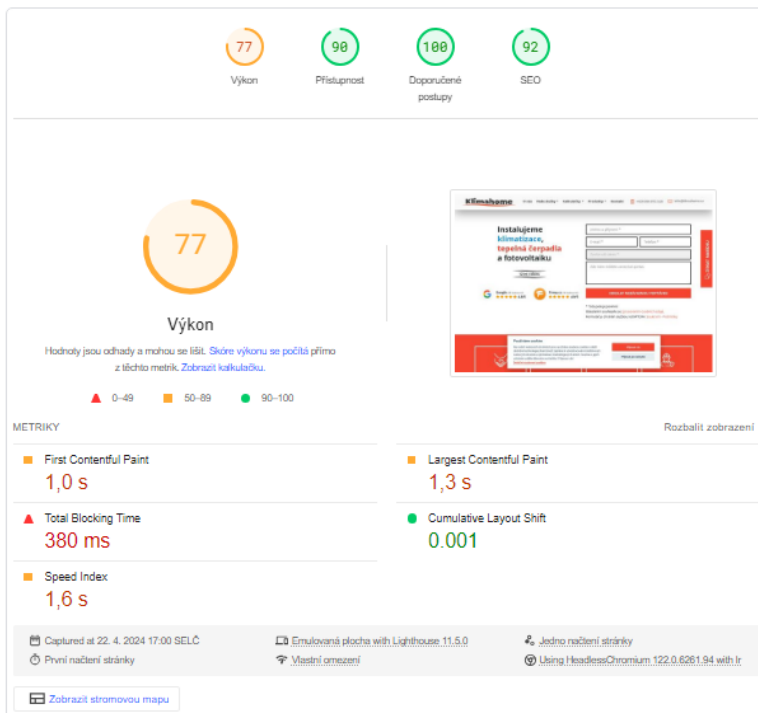 77
90
100
92
Výkon
Přístupnost
Doporučené
postupy
SEO
77
Výkon
Hodnoty jsou odhady a mohou se lišit. Skóre výkonu se počítá přímo
z těchto metrik. Zobrazit kalkulačku.
0–49
50–89
90–100
Klimahome
Instalujeme
klimatizace,
tepelná čerpadla
a fotovoltaiku
METRIKY
Rozbalit zobrazení
First Contentful Paint
1,0 s
Largest Contentful Paint
1,3 s
Total Blocking Time
380 ms
Cumulative Layout Shift
0.001
Speed Index
1,6 s
Captured at 22. 4. 2024 17:00 SELČ
Emulovaná plocha with Lighthouse 11.5.0
Jedno načtení stránky
První načtení stránky
Vlastní omezení
Using HeadlessChromium 122.0.6261.94 with lr
Zobrazit stromovou mapu